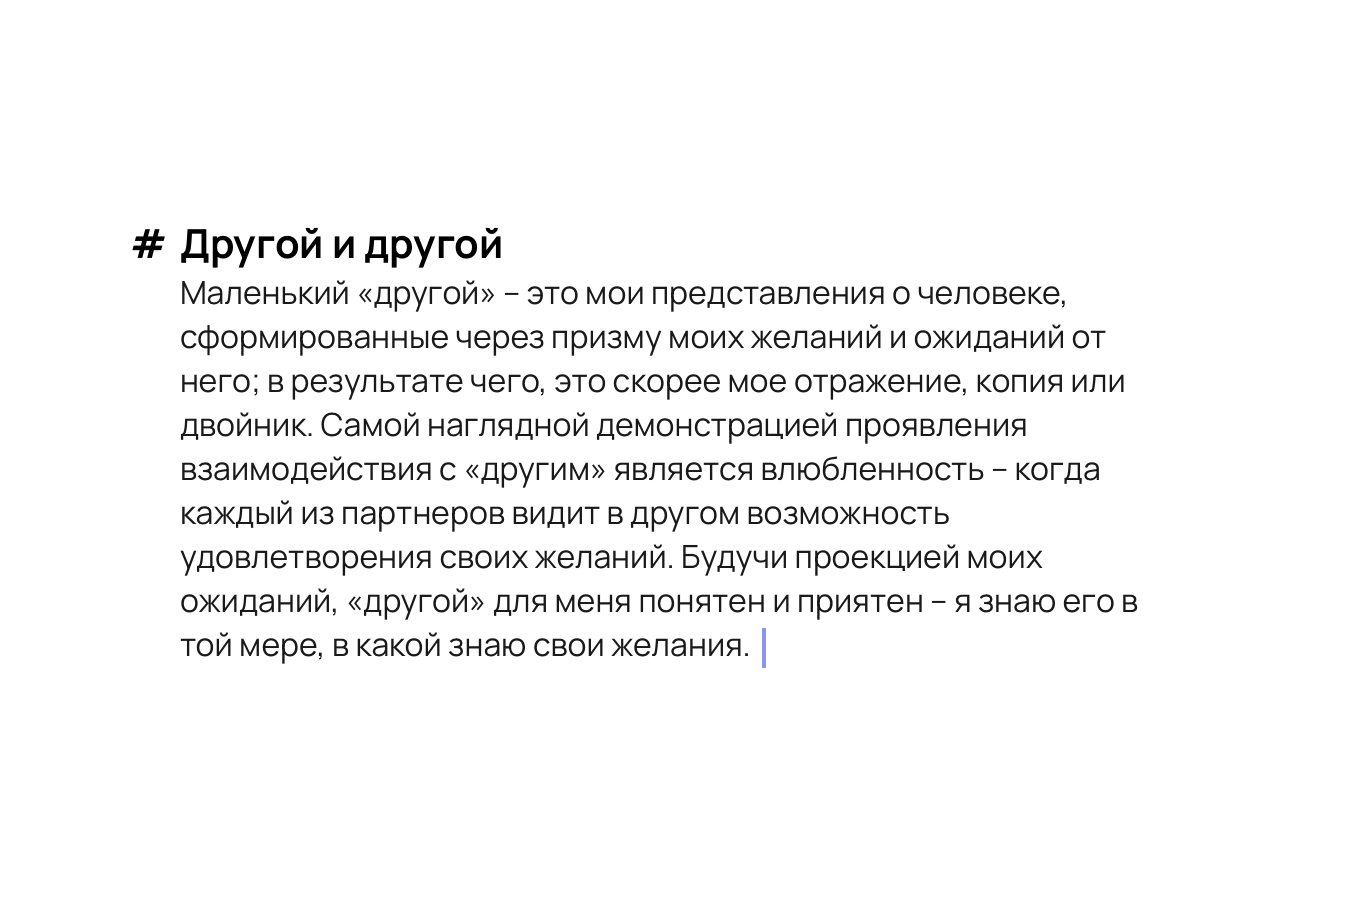 # Другой и другой
Маленький «другой» – это мои представления о человеке,
сформированные через призму моих желаний и ожиданий от
него; в результате чего, это скорее мое отражение, копия или
двойник. Самой наглядной демонстрацией проявления
взаимодействия с «другим» является влюбленность – когда
каждый из партнеров видит в другом возможность
удовлетворения своих желаний. Будучи проекцией моих
ожиданий, «другой» для меня понятен и приятен – я знаю его в
той мере, в какой знаю свои желания.